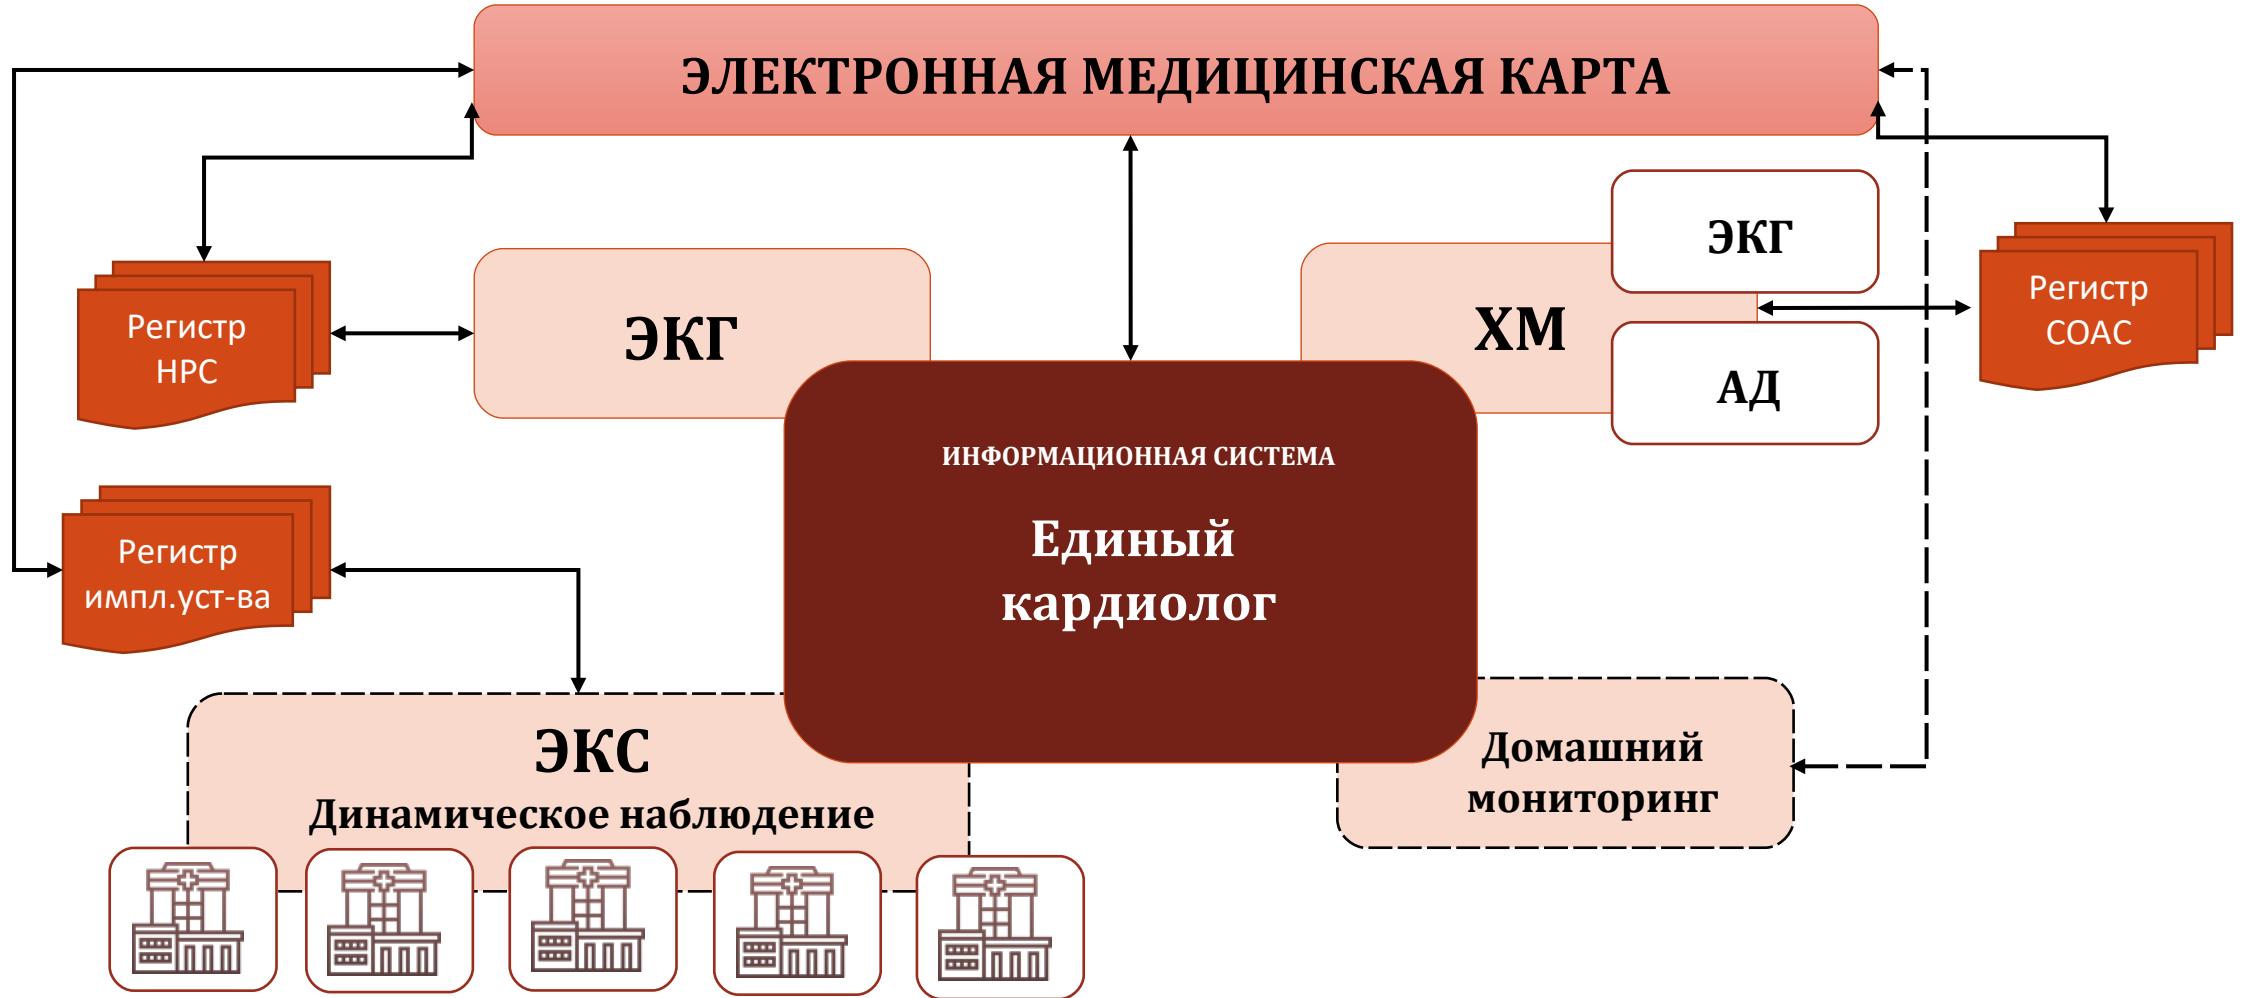 ЭЛЕКТРОННАЯ МЕДИЦИНСКАЯ КАРТА
ЭКГ
Регистр
НРС
ЭКГ
ХМ
АД
Регистр
СОАС
ИНФОРМАЦИОННАЯ СИСТЕМА
Единый
кардиолог
Регистр
импл.уст-ва
ЭКС
Динамическое наблюдение
Домашний
мониторинг